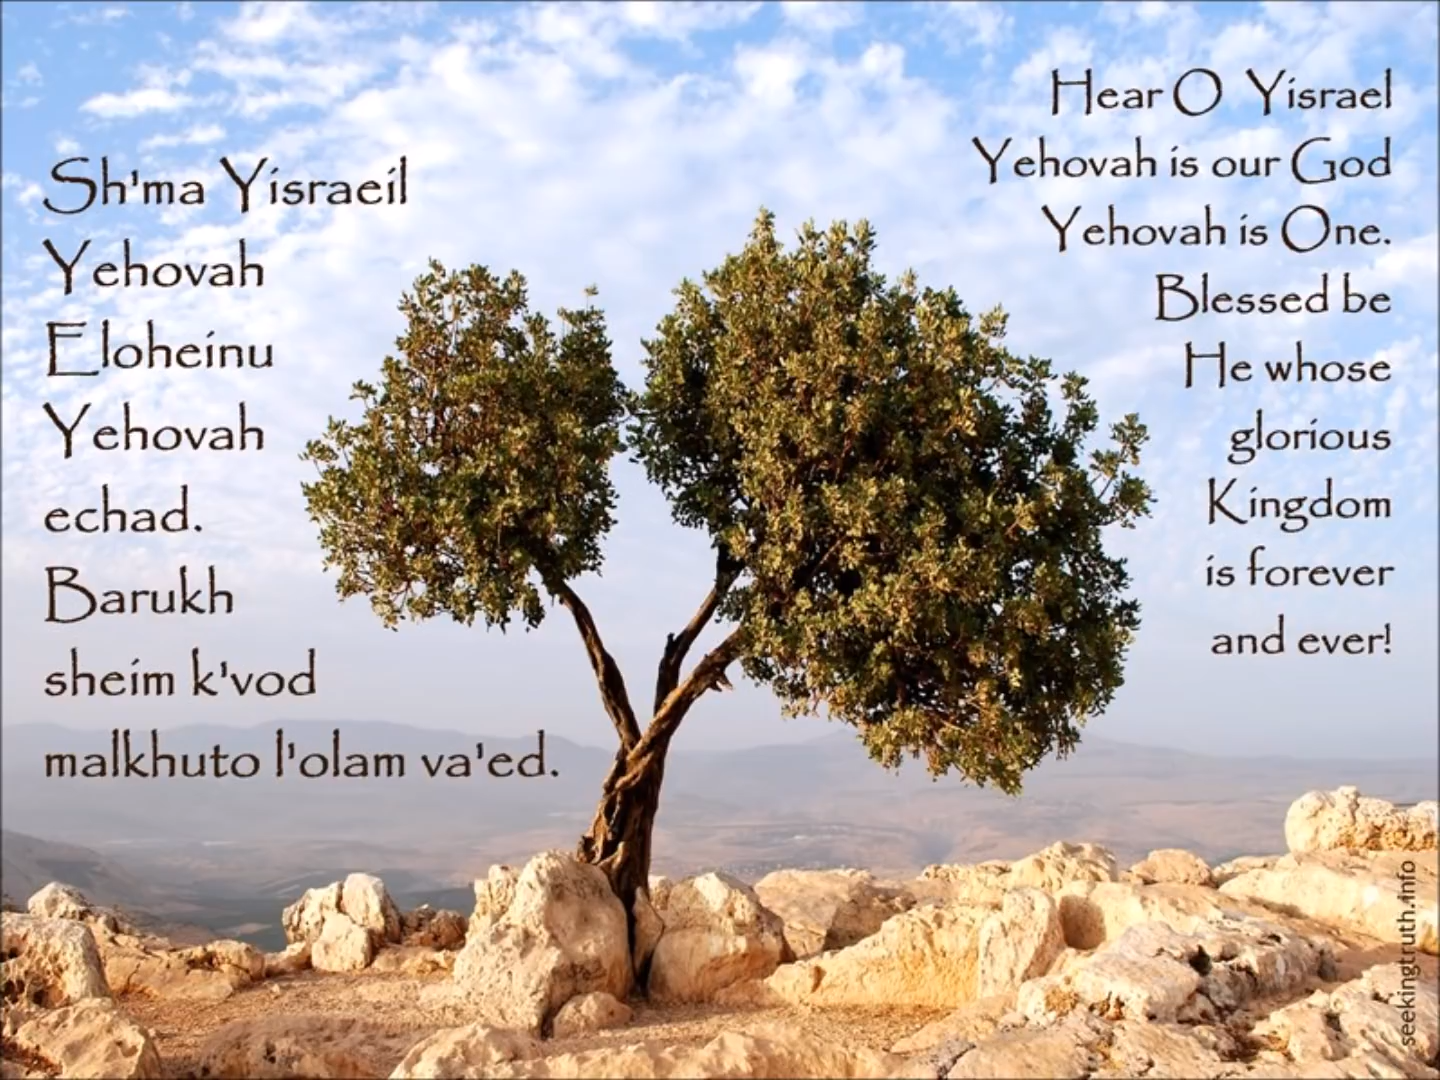 Sh'ma Yisraeil
Yehovah
Eloheinu
Yehovah
echad.
Barukh
sheim k'vod
malkhuto l'olam va'ed.
Hear O Yisrael
Yehovah is our God
Yehovah is One.
Blessed be
He whose
glorious
Kingdom
is forever
and ever!
seekingtruth.info